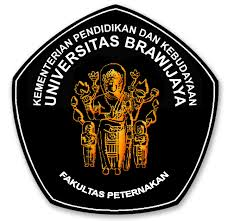 KEMENTERIAN PENDIDIKAN DAN KEBUDAYAAN
UNIVERSITAS BRAWIJAYA
FAKULTAS PETERNAKAN